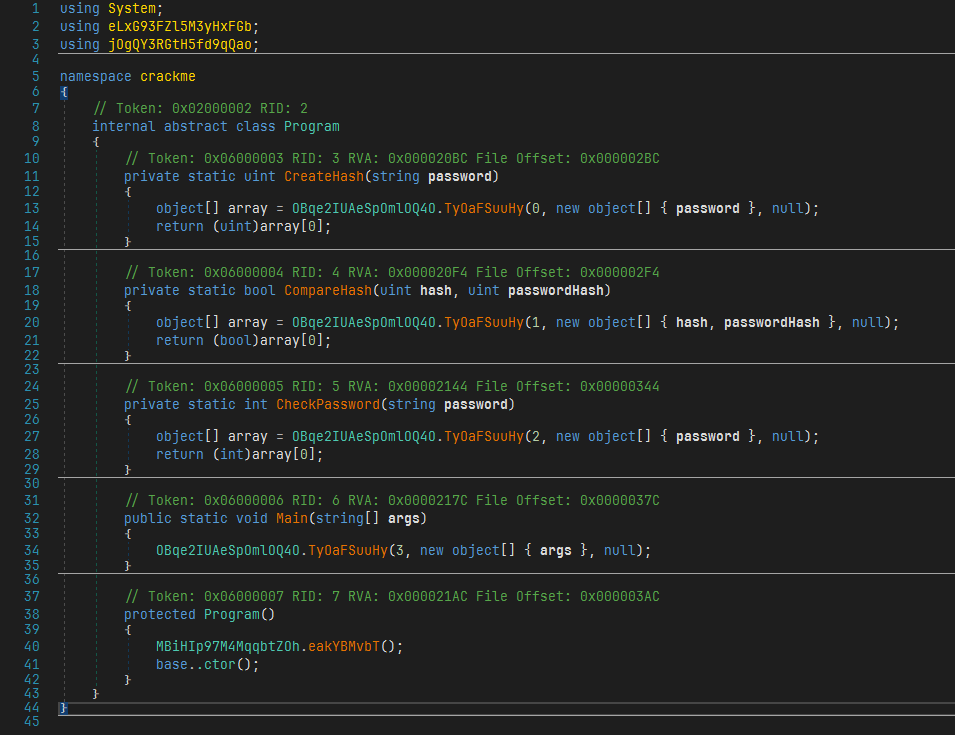 1 using System;
2 using eLxG93FZl5M3yHxFGb;
3 using jOgQY3RGtH5fd9qQao;
4
5 namespace crackme
6 {
7 // Token: 0x02000002 RID: 2
8 internal abstract class Program
9 {
10 // Token: 0x06000003 RID: 3 RVA: 0x000020BC File Offset: 0x000002BC
11 private static uint CreateHash(string password)
12 {
13 object[] array = OBqe2IUAeSpOmlOQ4O.TyOaFSuuHy(0, new object[] { password }, null);
14 return (uint)array[0];
15 }
16
17 // Token: 0x06000004 RID: 4 RVA: 0x000020F4 File Offset: 0x000002F4
18 private static bool CompareHash(uint hash, uint passwordHash)
19 {
20 object[] array = OBqe2IUAeSpOmlOQ4O.TyOaFSuuHy(1, new object[] { hash, passwordHash }, null);
21 return (bool)array[0];
22 }
23
24 // Token: 0x06000005 RID: 5 RVA: 0x00002144 File Offset: 0x00000344
25 private static int CheckPassword(string password)
26 {
27 object[] array = OBqe2IUAeSpOmlOQ4O.TyOaFSuuHy(2, new object[] { password }, null);
28 return (int)array[0];
29 }
30
31 // Token: 0x06000006 RID: 6 RVA: 0x0000217C File Offset: 0x0000037C
32 public static void Main(string[] args)
33 {
34 OBqe2IUAeSpOmlOQ4O.TyOaFSuuHy(3, new object[] { args }, null);
35 }
36
37 // Token: 0x06000007 RID: 7 RVA: 0x000021AC File Offset: 0x000003AC
38 protected Program()
39 {
40 MBiHIp97M4MqqbtZOh.eakYBMvbT();
41 base..ctor();
42 }
43 }
44 }
45